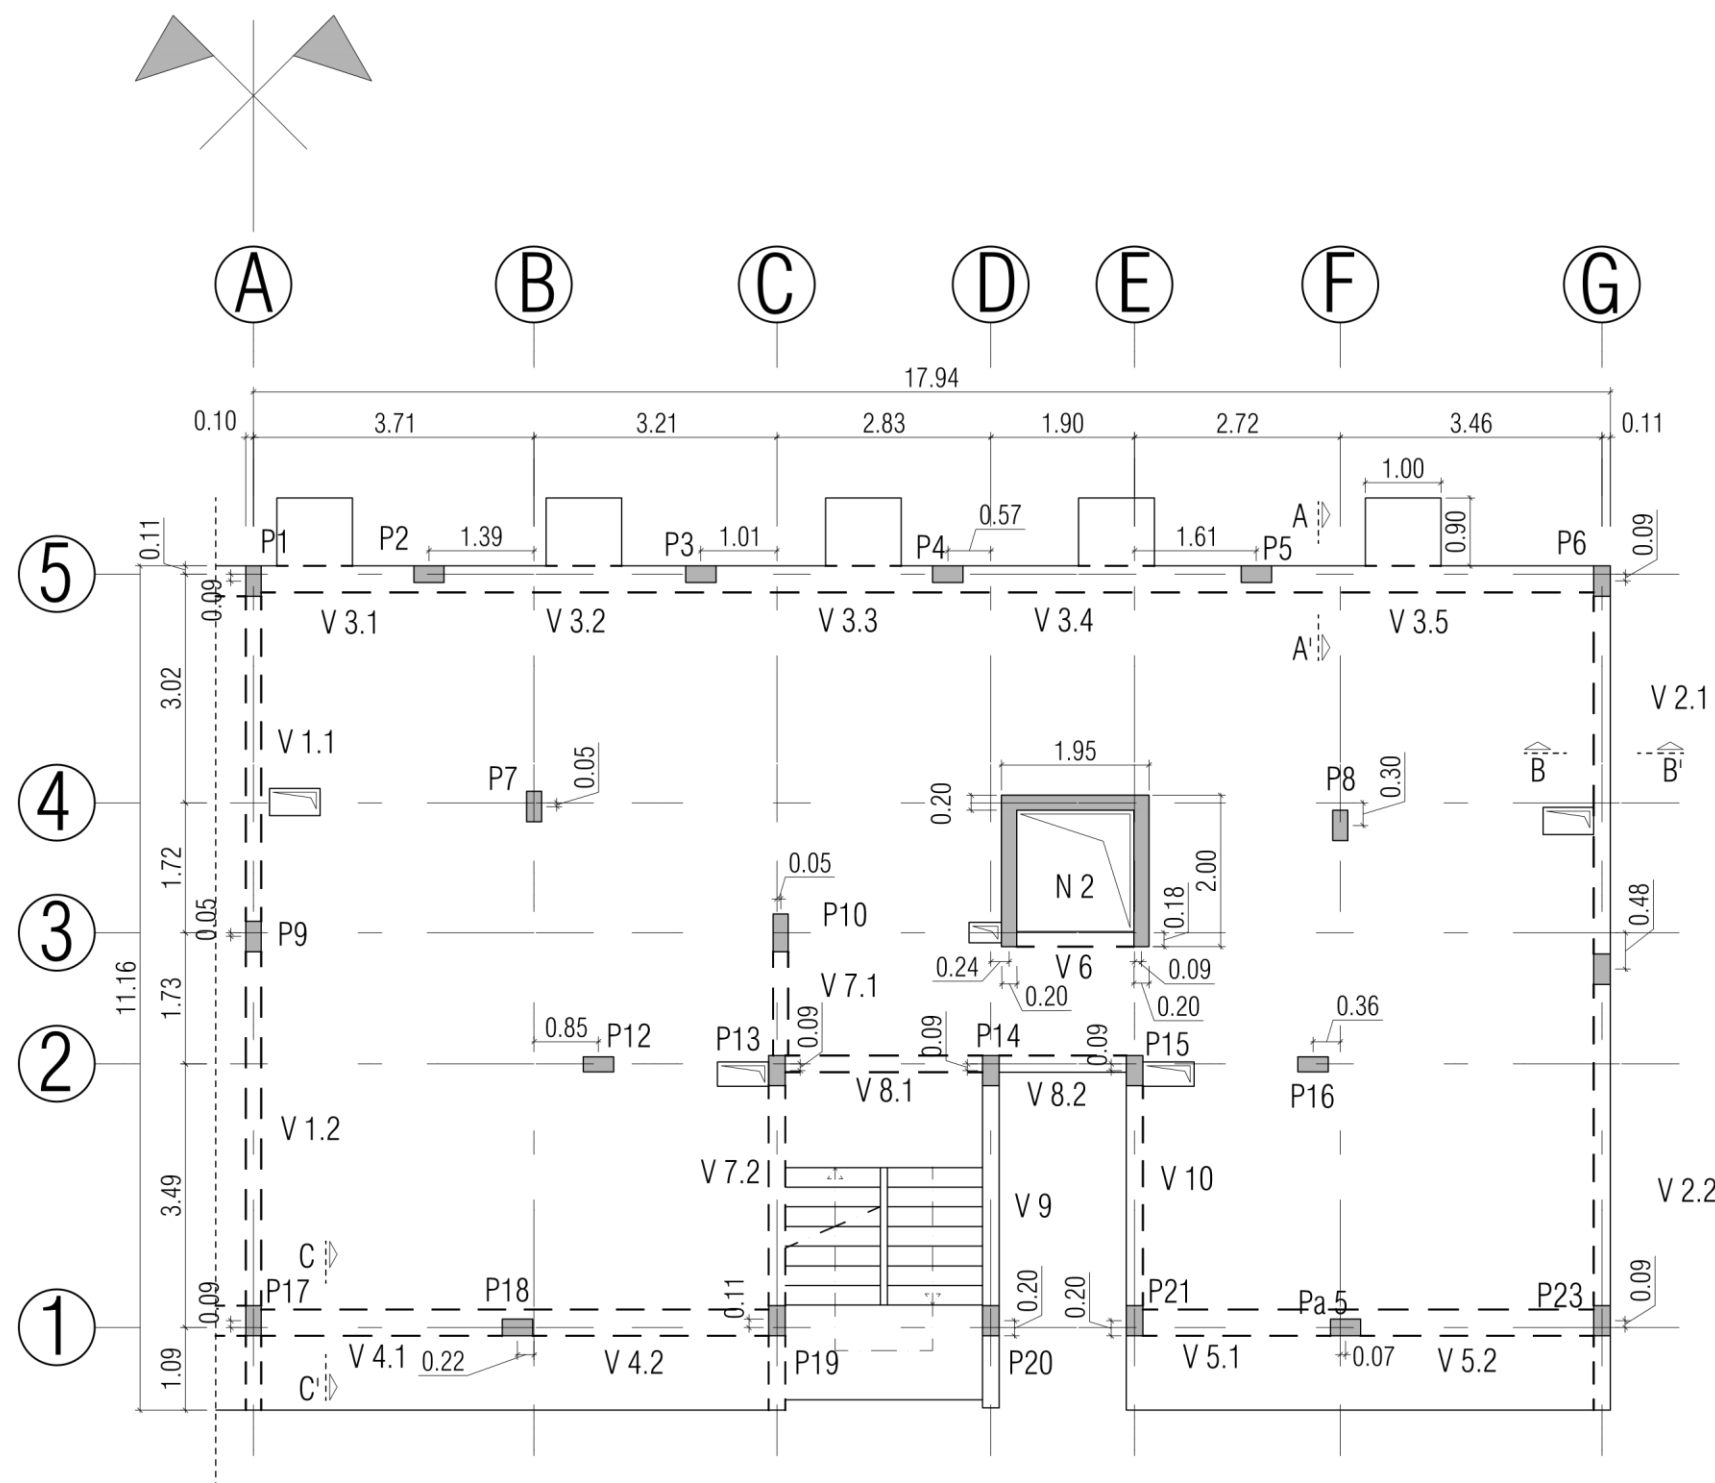 A B C D E F G
17.94
0.10 3.71 3.21 2.83 1.90 2.72 3.46 0.11
1.00
0.11 P1 P2 1.39 P3 1.01 P4 0.57 1.61 A P5 0.90 P6 0.09
5
0.09
V 3.1 V 3.2 V 3.3 V 3.4 A' V 3.5
3.02
V 2.1
V 1.1 P7 0.05 1.95 P8 0.30 B B'
4
0.20
1.72
0.05 2.00
N 2
0.05 P9 P10 0.18 0.48
3
V 6
0.24 0.09
11.16 1.73 V 7.1 0.20 0.20
0.85 P12 P13 0.09 0.09 P14 0.09 P15 0.36
2
V 8.1 V 8.2 P16
V 1.2
3.49 V 7.2 V 9 V 10 V 2.2
C
0.09 P17 P18 0.11 0.20 0.20 P21 Pa 5 P23 0.09
1
1.09 V 4.1 0.22 V 4.2 P19 P20 V 5.1 0.07 V 5.2
C'